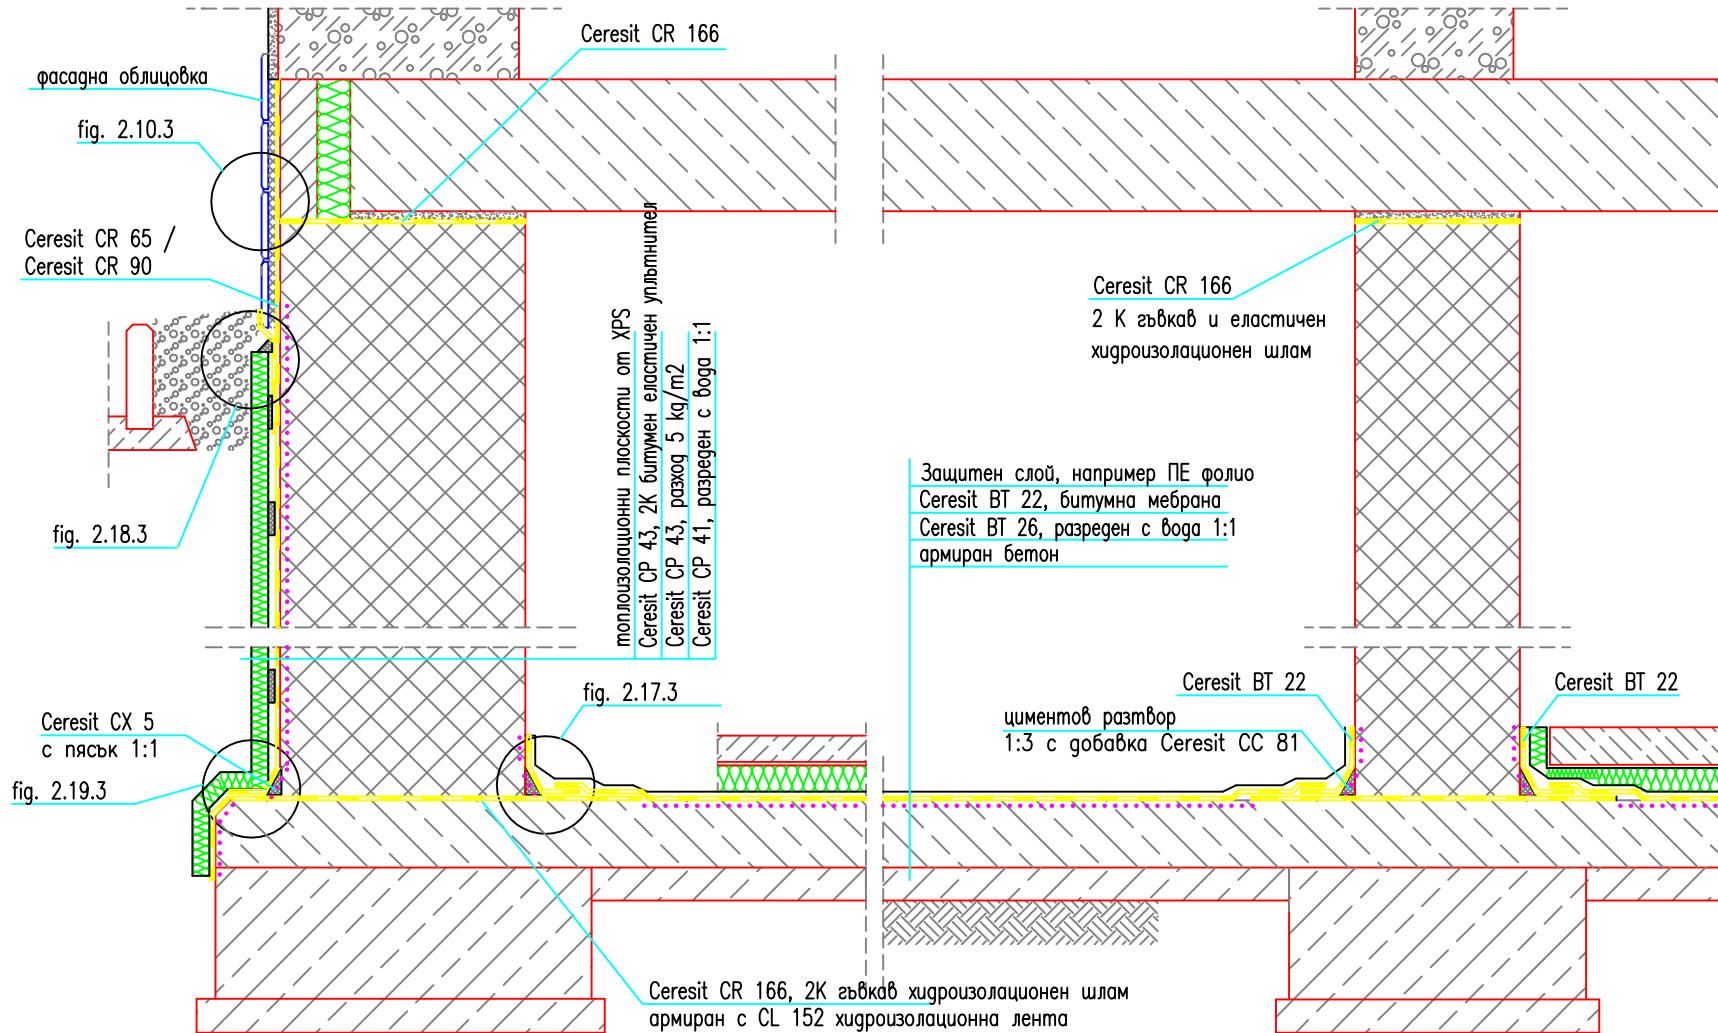 Ceresit CR 166
фасадна облицовка
fig. 2.10.3
Ceresit CR 65 /
Ceresit CR 90
fig. 2.18.3
топлоизолационни плоскости от XPS
Ceresit CP 43, 2К битумен еластичен уплътнител
Ceresit CP 43, разход 5 kg/m2
Ceresit CP 41, разреден с вода 1:1
Ceresit CR 166
2 К гъвкав и еластичен
хидроизолационен шлам
Защитен слой, например ПЕ фолио
Ceresit BT 22, битумна мебрана
Ceresit BT 26, разреден с вода 1:1
армиран бетон
fig. 2.17.3
Ceresit BT 22
Ceresit BT 22
Ceresit CX 5
с пясък 1:1
циментов разтвор
1:3 с добавка Ceresit CC 81
fig. 2.19.3
Ceresit CR 166, 2К гъвкав хидроизолационен шлам
армиран с CL 152 хидроизолационна лента